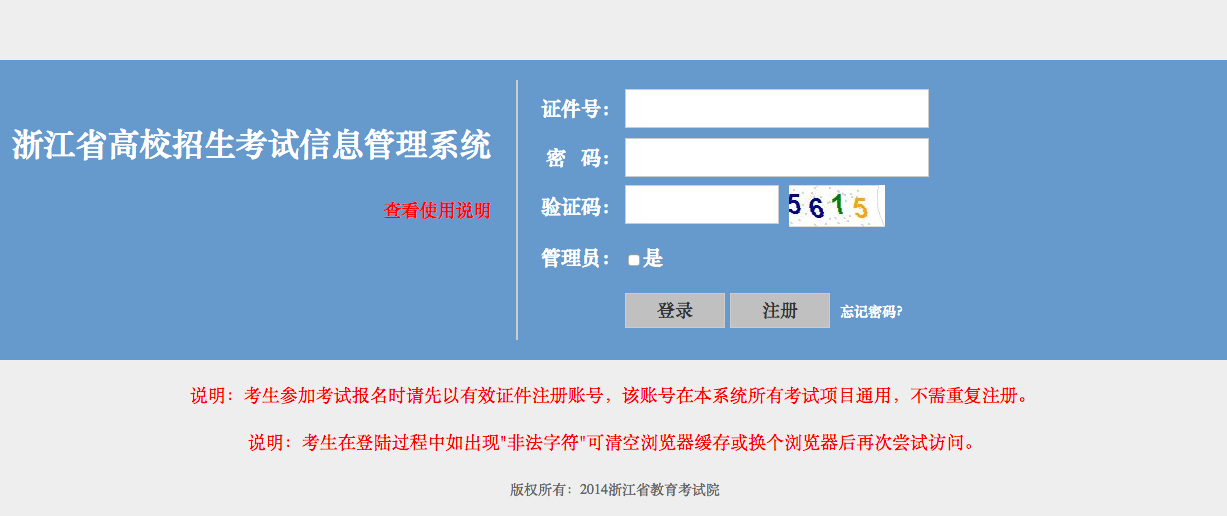 浙江省高校招生考试信息管理系统
查看使用说明
证件号：
密 码：
验证码：
5615
管理员： 是
登录 注册 忘记密码?
说明：考生参加考试报名时请先以有效证件注册账号，该账号在本系统所有考试项目通用，不需重复注册。
说明：考生在登陆过程中如出现"非法字符"可清空浏览器缓存或换个浏览器后再次尝试访问。
版权所有：2014浙江省教育考试院